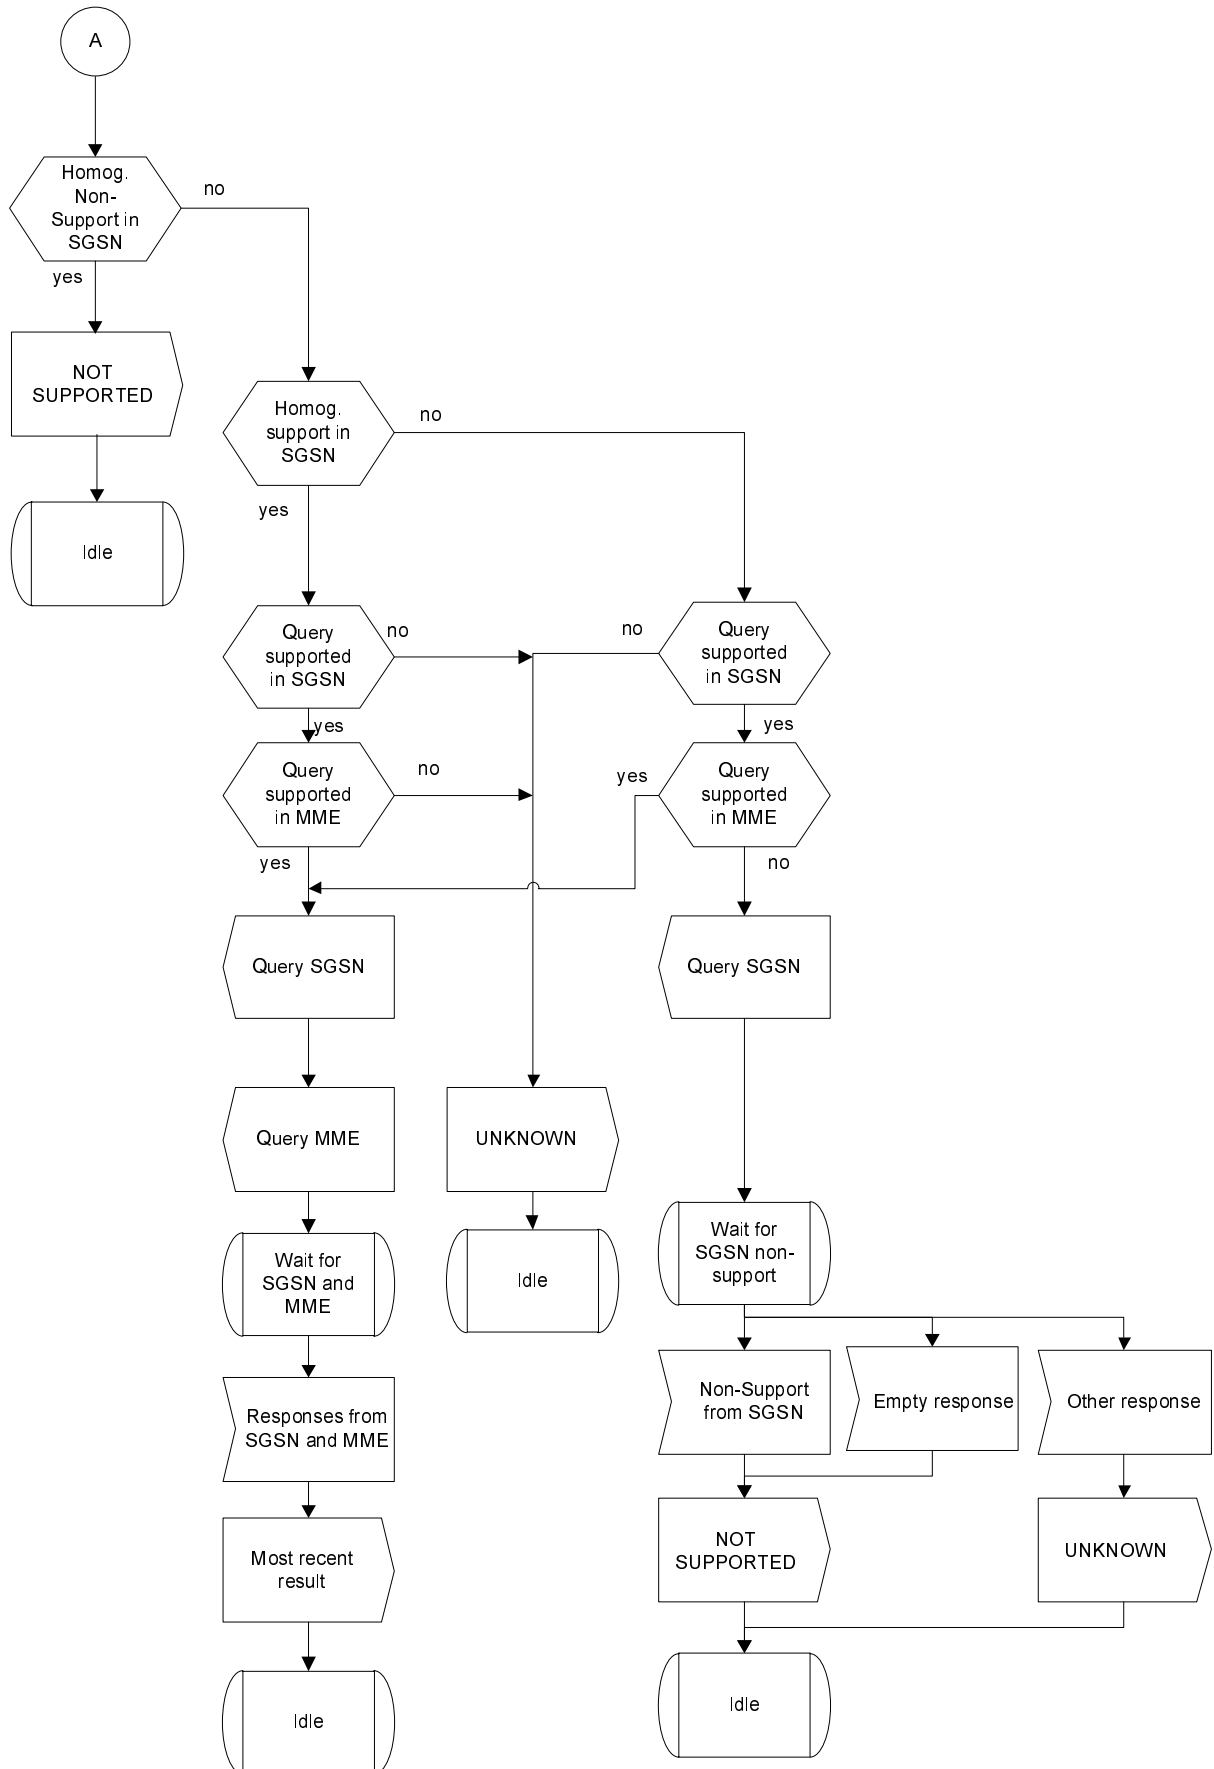 A
Homog.
Non-
Support in
SGSN
no
yes
NOT
SUPPORTED
Idle
Homog.
support in
SGSN
no
yes
Query
supported
in SGSN
no
yes
no
Query
supported
in SGSN
yes
Query
supported
in MME
no
yes
yes
Query
supported
in MME
no
Query SGSN
Query SGSN
Query MME
UNKNOWN
Wait for
SGSN and
MME
Idle
Wait for
SGSN non-
support
Responses from
SGSN and MME
Non-Support
from SGSN
Empty response
Other response
Most recent
result
NOT
SUPPORTED
UNKNOWN
Idle
Idle